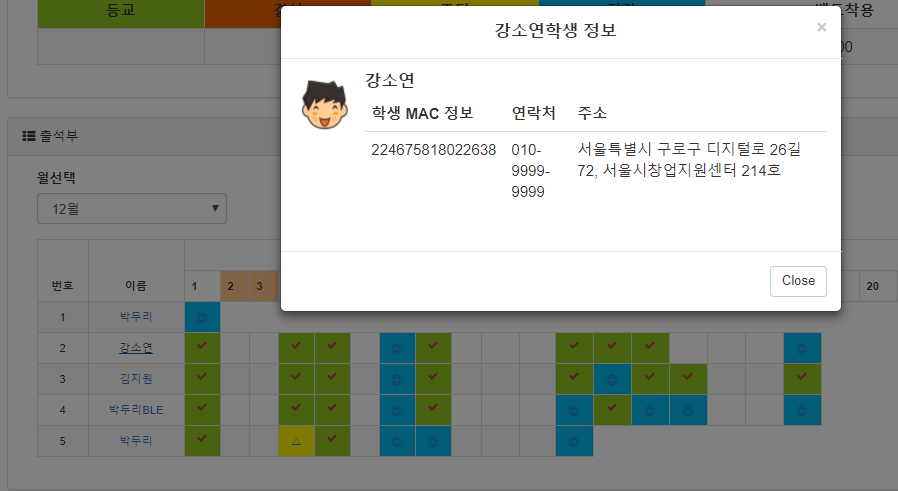 등교
강소연학생 정보
×
강소연
학생 MAC 정보 연락처 주소
224675818022638 010-9999-9999 서울특별시 구로구 디지털로 26길 72, 서울시창업지원센터 214호
Close
출석부
월선택
12월
번호 이름 1 2 3 20
1 박두리 ◎
2 강소연 ✔ ✔ ✔ ◎ ✔ ✔ ✔ ✔ ◎
3 김지원 ✔ ✔ ✔ ◎ ✔ ✔ ◎ ✔ ✔ ✔
4 박두리BLE ✔ ✔ ✔ ◎ ✔ ◎ ✔ ◎ ◎ ◎
5 박두리 ✔ △ ✔ ◎ ◎ ◎